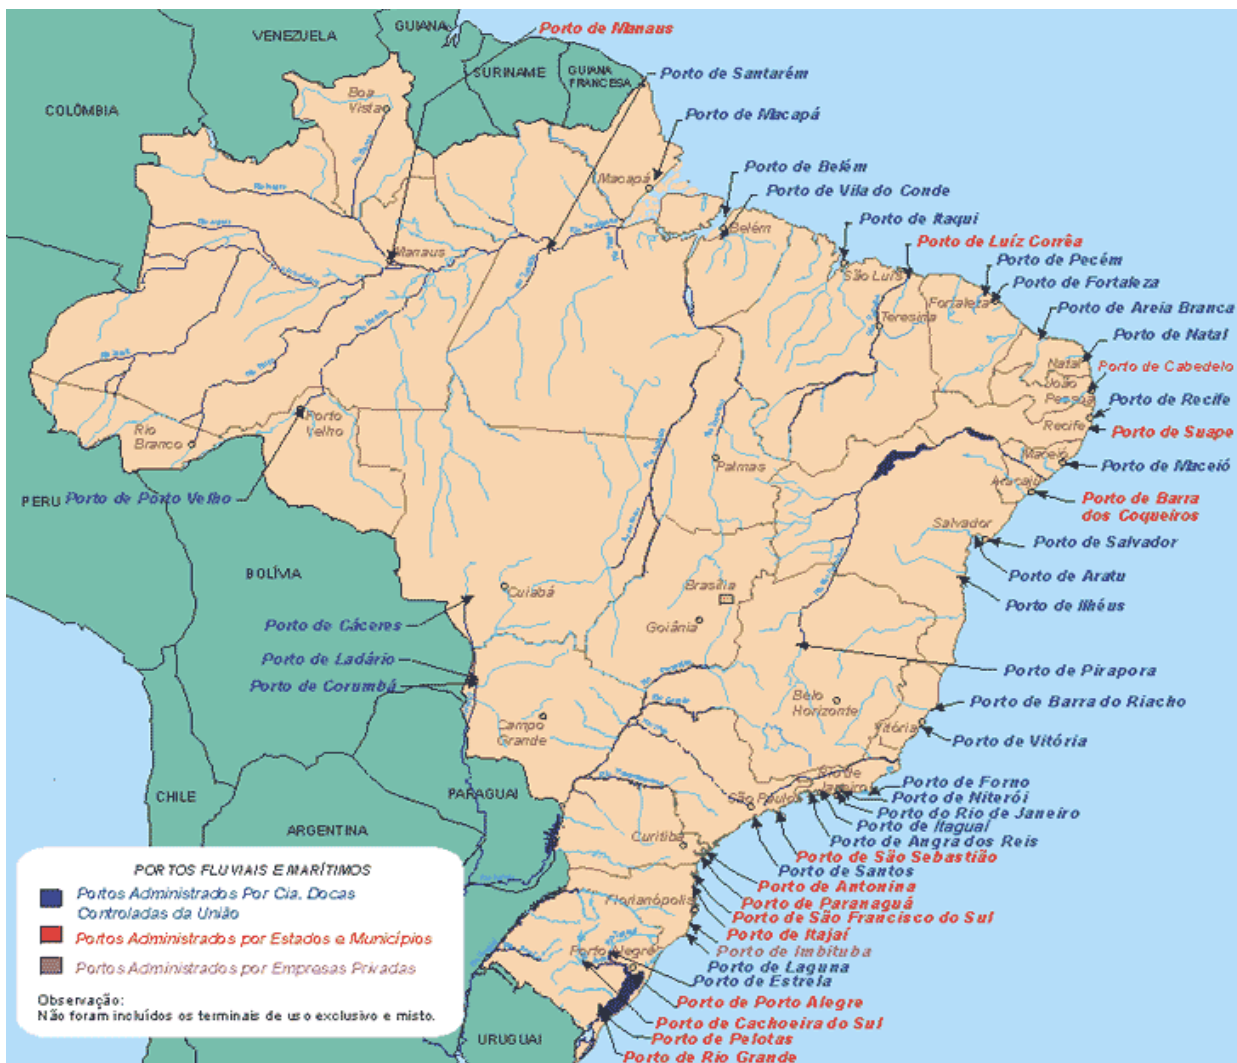 Porto de Manaus
GUIANA
VENEZUELA
SURINAME
GUIANA
FRANCESA
Porto de Santarém
COLÔMBIA
Boa
Vista
Porto de Macapá
Macapá
Porto de Belém
Porto de Vila do Conde
Belém
Porto de Itaqui
Porto de Luíz Corrêa
Manaus
São Luís
Porto de Pecém
Porto de Fortaleza
Fortaleza
Porto de Areia Branca
Teresina
Porto de Natal
Natal
Porto de Cabedelo
João
Pessoa
Porto de Recife
Recife
Porto de Suape
Rio
Branco
Porto
Velho
Palmas
Maceió
Porto de Maceió
Aracaju
PERU
Porto de Pôrto Velho
Porto de Barra
dos Coqueiros
Salvador
Porto de Salvador
BOLÍVIA
Porto de Aratu
Cuiabá
Brasília
Porto de Ilhéus
Porto de Cáceres
Goiânia
Porto de Ladário
Porto de Pirapora
Porto de Corumbá
Belo
Horizonte
Porto de Barra do Riacho
Campo
Grande
Vitória
Porto de Vitória
CHILE
PARAGUAI
Rio de
Janeiro
Porto de Forno
São Paulo
Porto de Niterói
Porto de Rio de Janeiro
ARGENTINA
Porto de Itaguaí
Curitiba
Porto de Angra dos Reis
Porto de São Sebastião
Porto de Santos
Porto de Antonina
Florianópolis
Porto de Paranaguá
Porto de São Francisco do Sul
Porto de Itajaí
Porto Alegre
Porto de Imbituba
Porto de Laguna
Porto de Estrela
Porto de Porto Alegre
Porto de Cachoeira do Sul
URUGUAI
Porto de Pelotas
Porto de Rio Grande
PORTOS FLUVIAIS E MARÍTIMOS
Portos Administrados Por Cia. Docas
Controladas da União
Portos Administrados por Estados e Municípios
Portos Administrados por Empresas Privadas
Observação:
Não foram incluídos os terminais de uso exclusivo e misto.